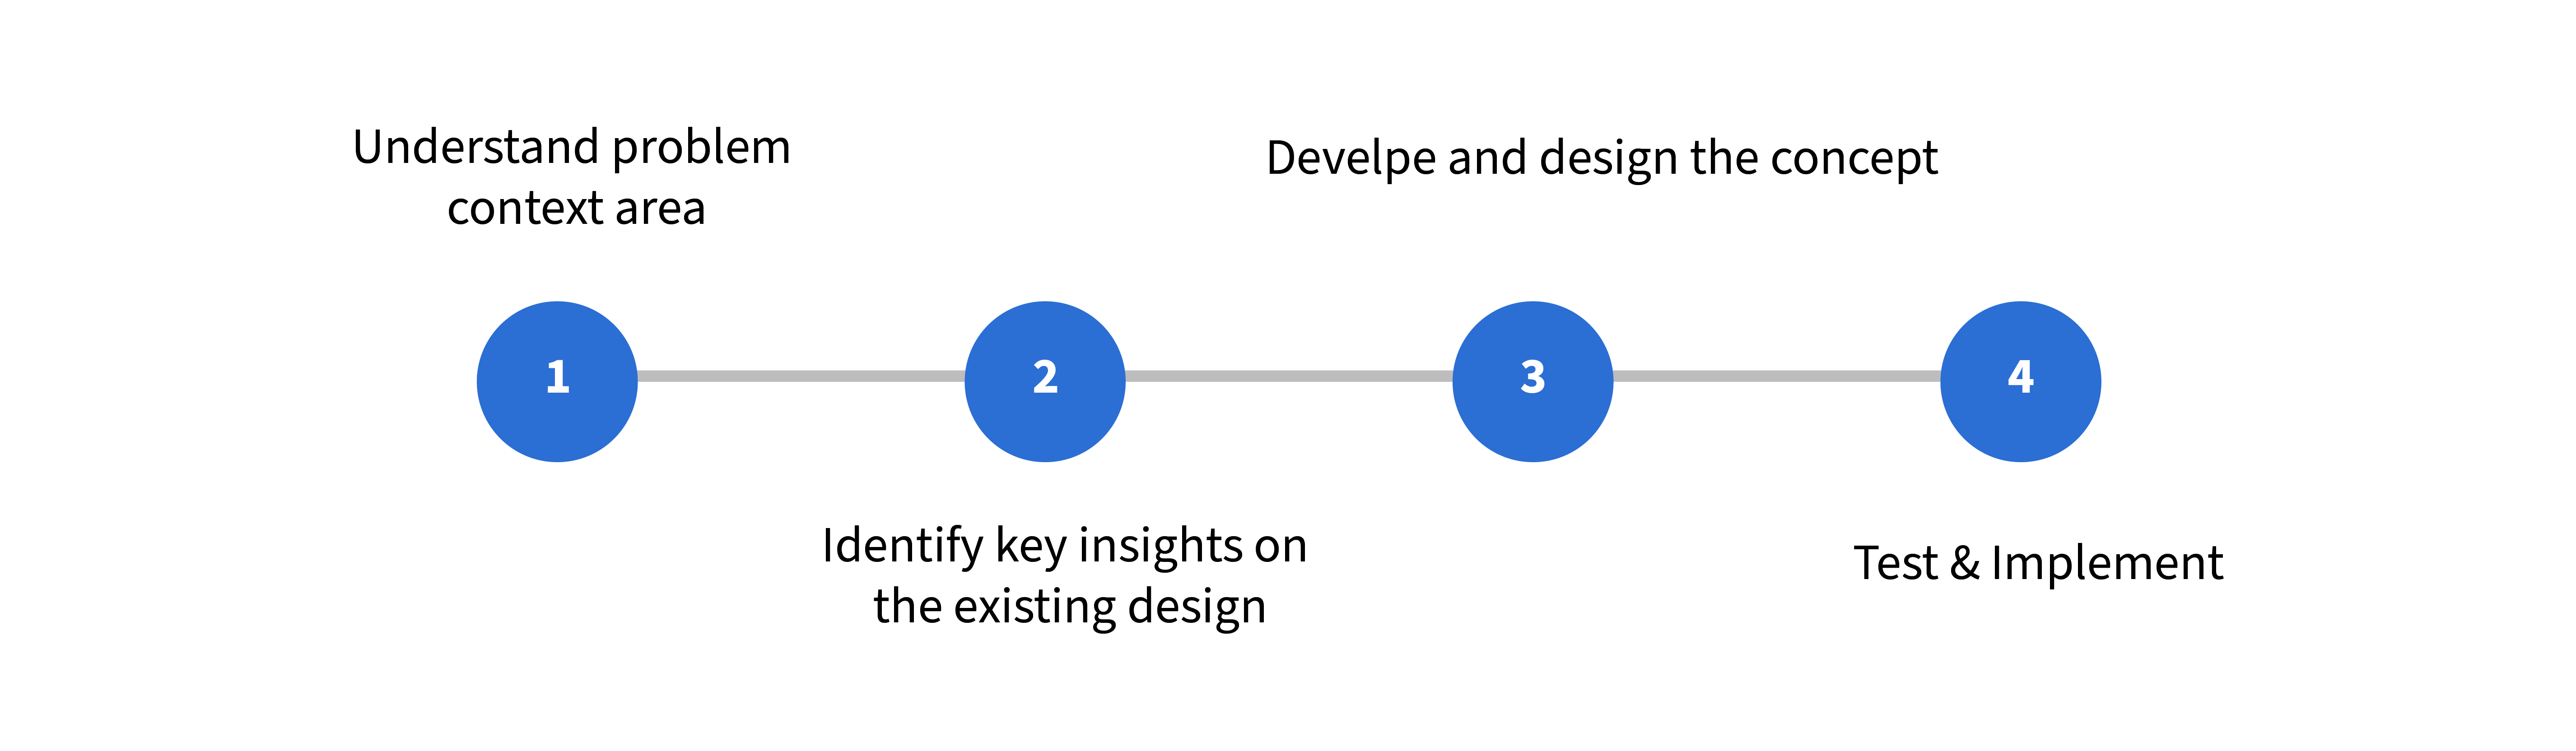 Understand problem
context area
Develpe and design the concept
1
2
3
4
Identify key insights on
the existing design
Test & Implement